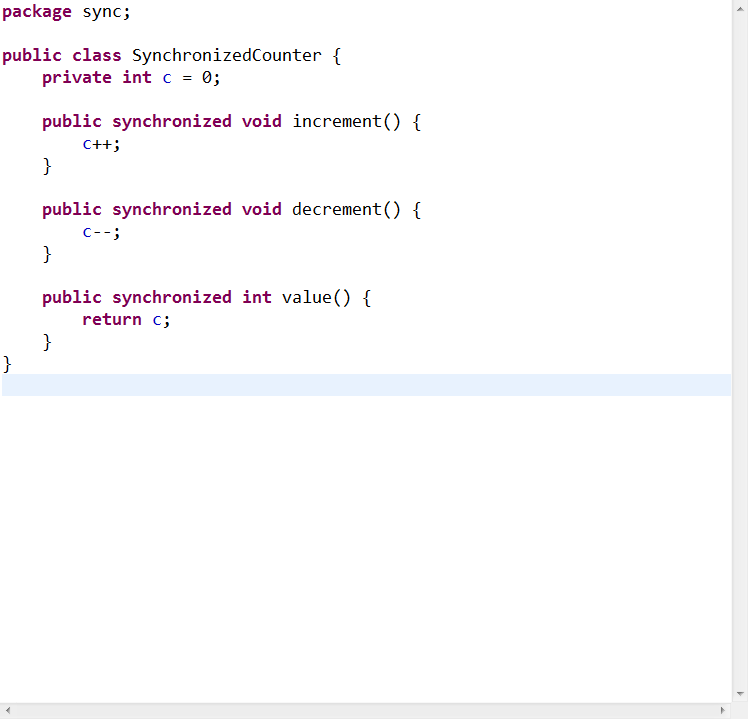 package sync;
public class SynchronizedCounter {
    private int c = 0;
    public synchronized void increment() {
        c++;
    }
    public synchronized void decrement() {
        c--;
    }
    public synchronized int value() {
        return c;
    }
}